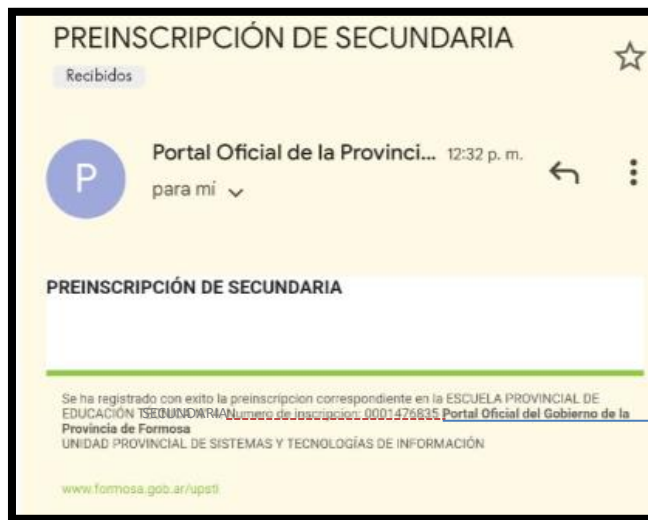 PREINSCRIPCIÓN DE SECUNDARIA
Recibidos
P
Portal Oficial de la Provinci... 12:32 p. m.
para mí
PREINSCRIPCIÓN DE SECUNDARIA
Se ha registrado con exito la preinscripcion correspondiente en la ESCUELA PROVINCIAL DE
EDUCACIÓN Numero de inscripcion: 0001476835 Portal Oficial del Gobierno de la
Provincia de Formosa
UNIDAD PROVINCIAL DE SISTEMAS Y TECNOLOGÍAS DE INFORMACIÓN
www.formosa.gob.ar/upsti